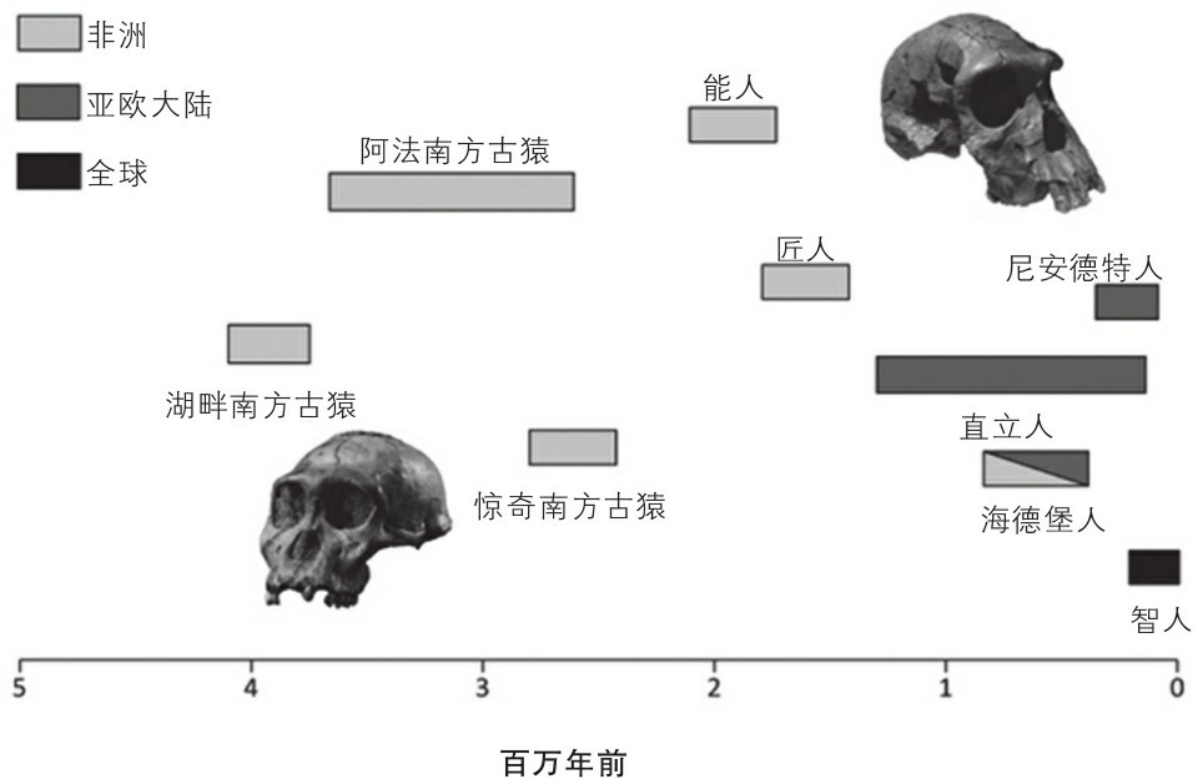 非洲
亚欧大陆
全球
能人
阿法南方古猿
匠人
尼安德特人
湖畔南方古猿
直立人
惊奇南方古猿
海德堡人
智人
5 4 3 2 1 0
百万年前